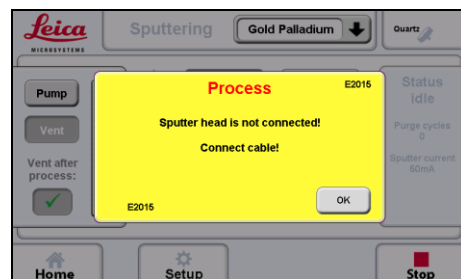 Leica
MICROSYSTEMS
Sputtering
Gold Palladium
Quartz
Process
E2015
Sputter head is not connected!
Connect cable!
E2015
OK
Pump
Vent
Vent after
process:
Status
idle
Purge cycles
0
Sputter current
50mA
Home
Setup
Stop